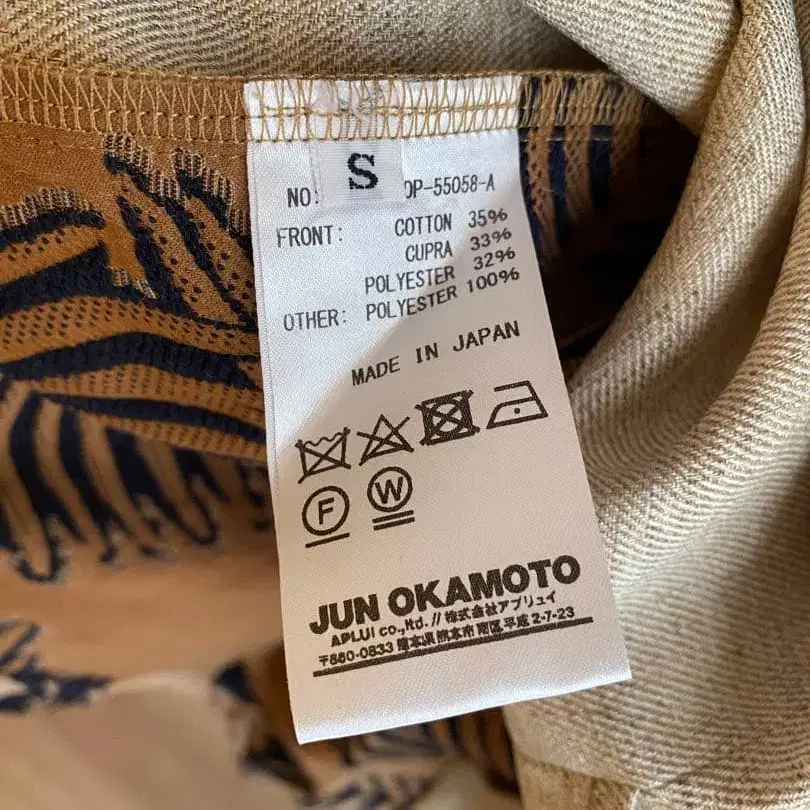 S
NO: OP-55058-A
FRONT: COTTON 35%
CUPRA 33%
POLYESTER 32%
OTHER: POLYESTER 100%
MADE IN JAPAN
F W
JUN OKAMOTO
APLUI co.,ltd. // 株式会社アプリュイ
〒860-0833 熊本県熊本市南区平成2-7-23